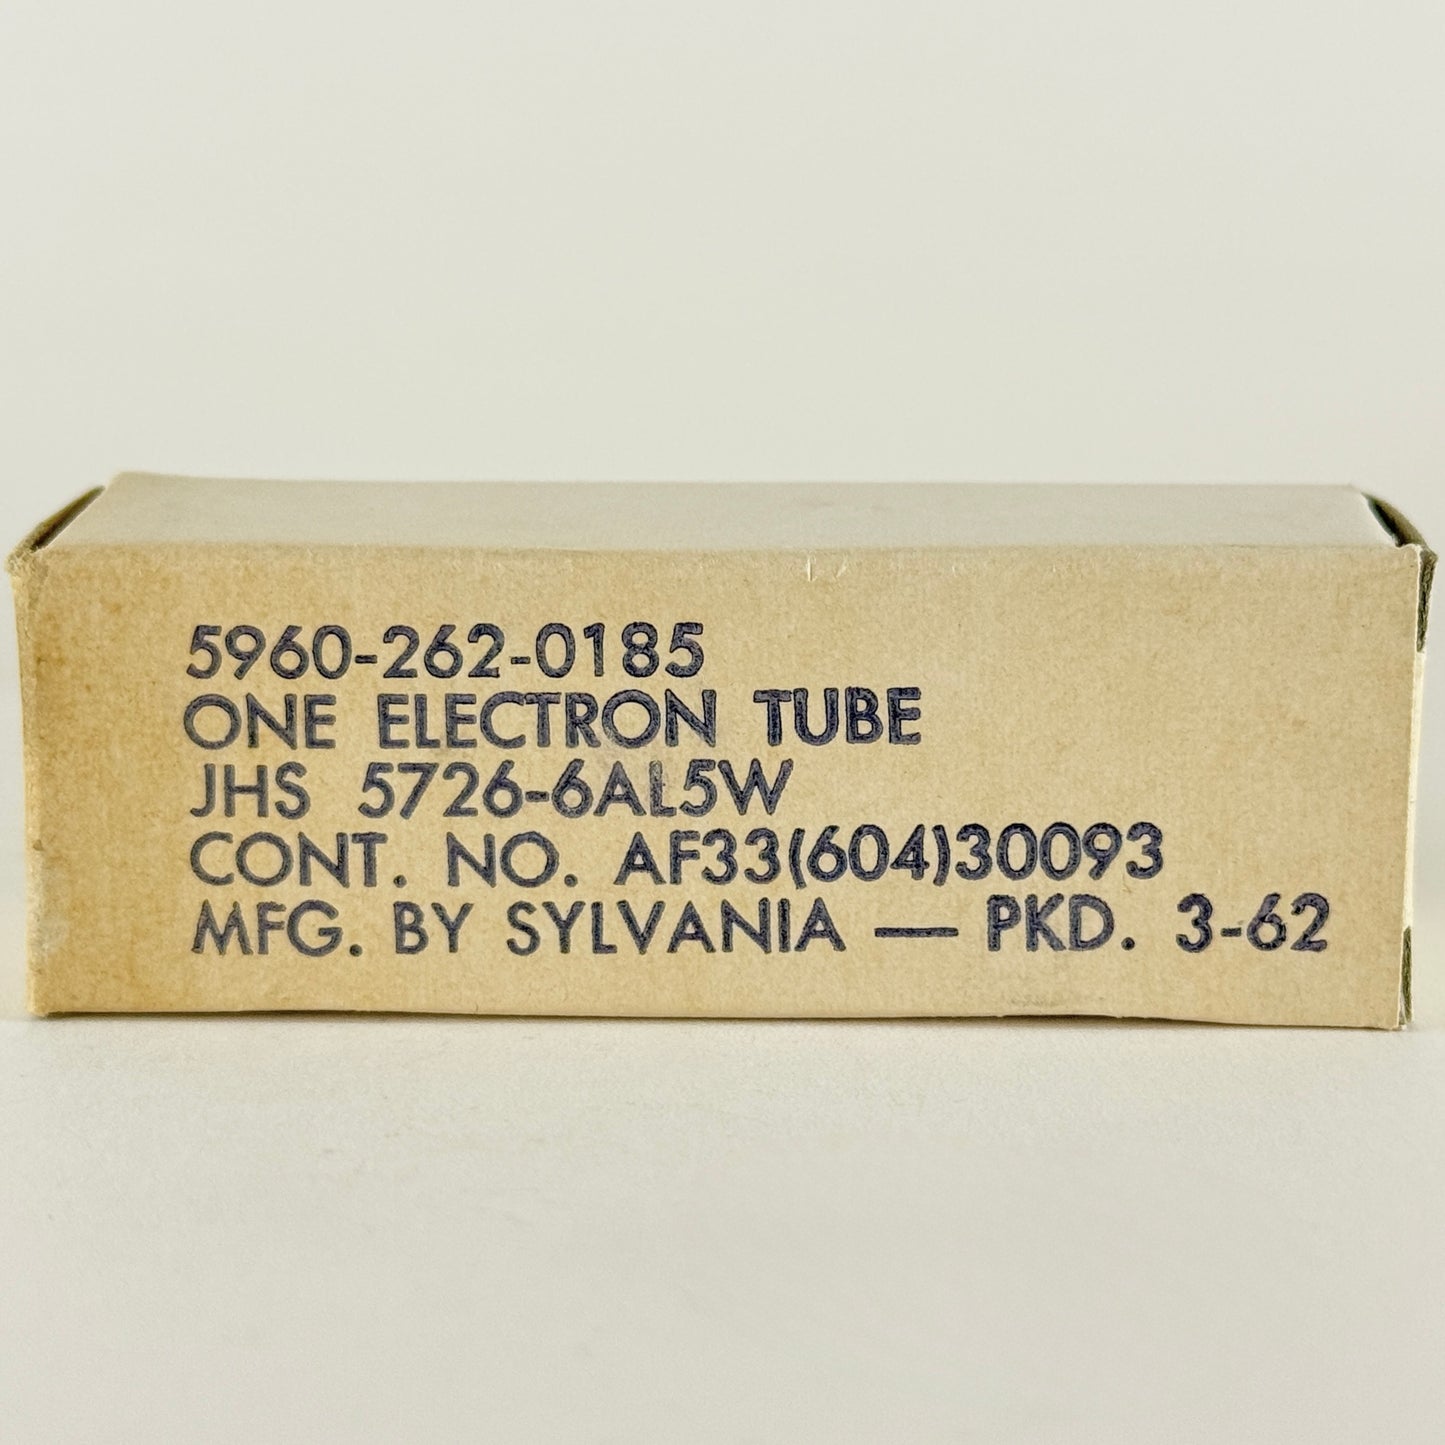 5960-262-0185
ONE ELECTRON TUBE
JHS 5726-6AL5W
CONT. NO. AF33(604)30093
MFG. BY SYLVANIA — PKD. 3-62